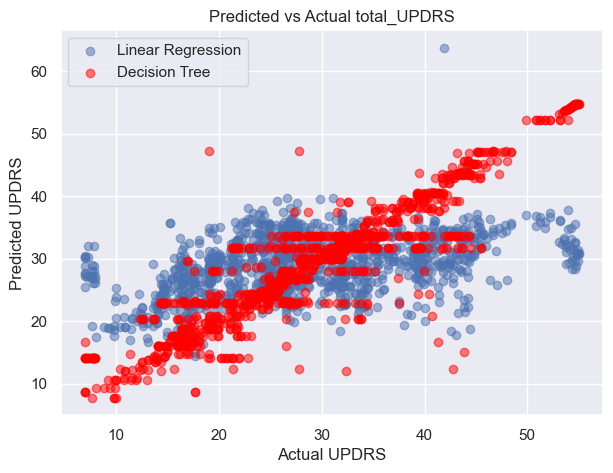 Predicted vs Actual total_UPDRS
Linear Regression
Decision Tree
Predicted UPDRS
60
50
40
30
20
10
10 20 30 40 50
Actual UPDRS